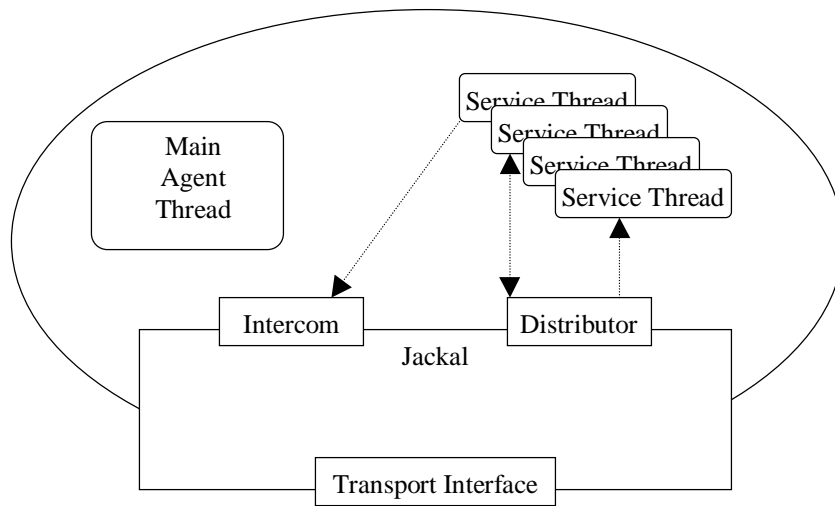 Service Thread
Service Thread
Service Thread
Service Thread
Main
Agent
Thread
Intercom
Distributor
Jackal
Transport Interface